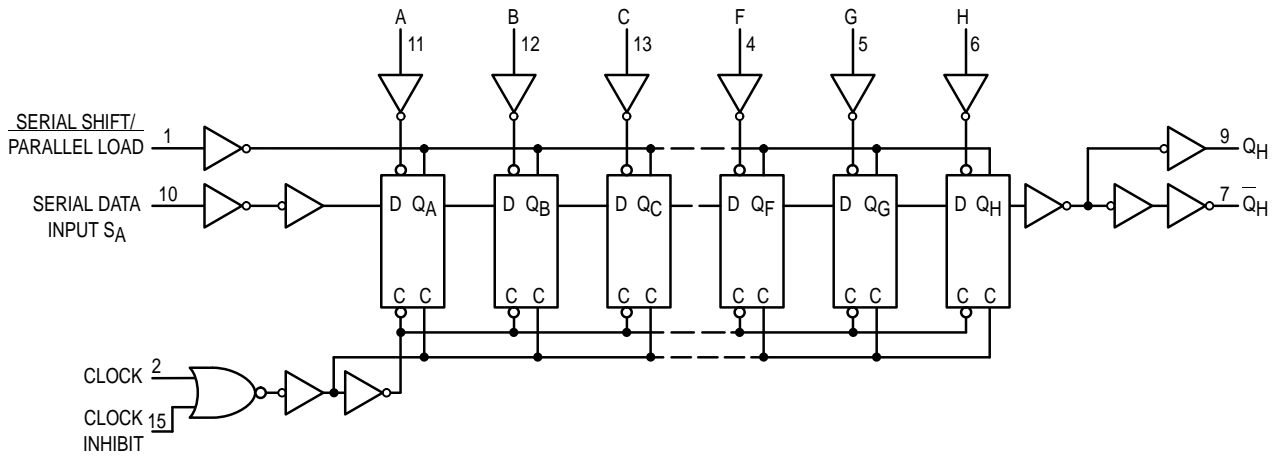 A B C F G H
11 12 13 4 5 6
SERIAL SHIFT/
PARALLEL LOAD 1
9 QH
SERIAL DATA 10
INPUT SA
D QA D QB D QC D QF D QG D QH
7 QH
C C C C C C C C C C C C
CLOCK 2
CLOCK 15
INHIBIT